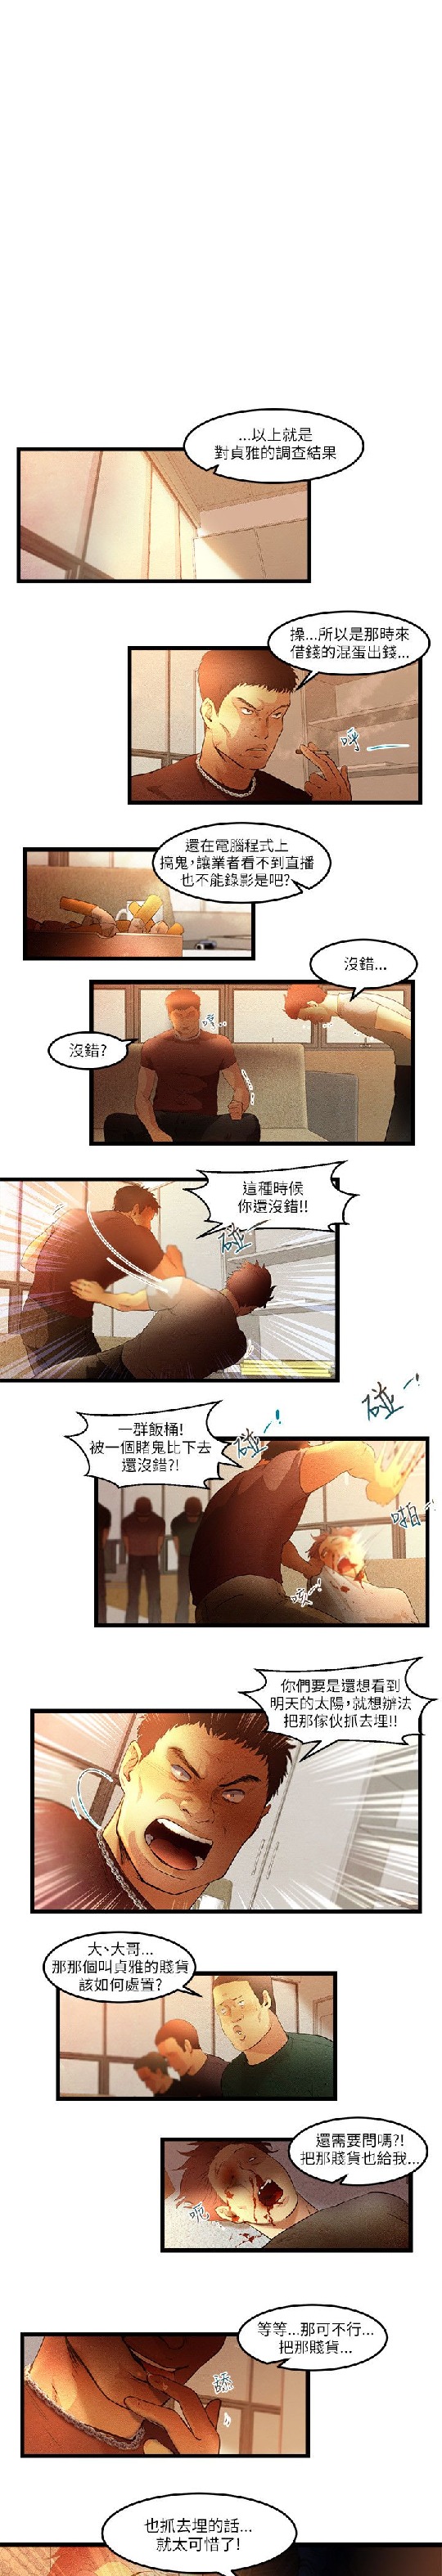 ...以上就是
對貞雅的調查結果
操...所以是那時來
借錢的混蛋出錢...
呼
還在電腦程式上
搞鬼,讓業者看不到直播
也不能錄影是吧?
沒錯...
沒錯?
這種時候
你還沒錯!!
碰
碰
一群飯桶!
被一個賭鬼比下去
還沒錯?!
碰
啪
咳
你們要是還想看到
明天的太陽,就想辦法
把那傢伙抓去埋!!
大、大哥...
那那個叫貞雅的賤貨
該如何處置?
還需要問嗎?!
把那賤貨也給我...
呃
等等...那可不行...
把那賤貨...
舔
也抓去埋的話...
就太可惜了!